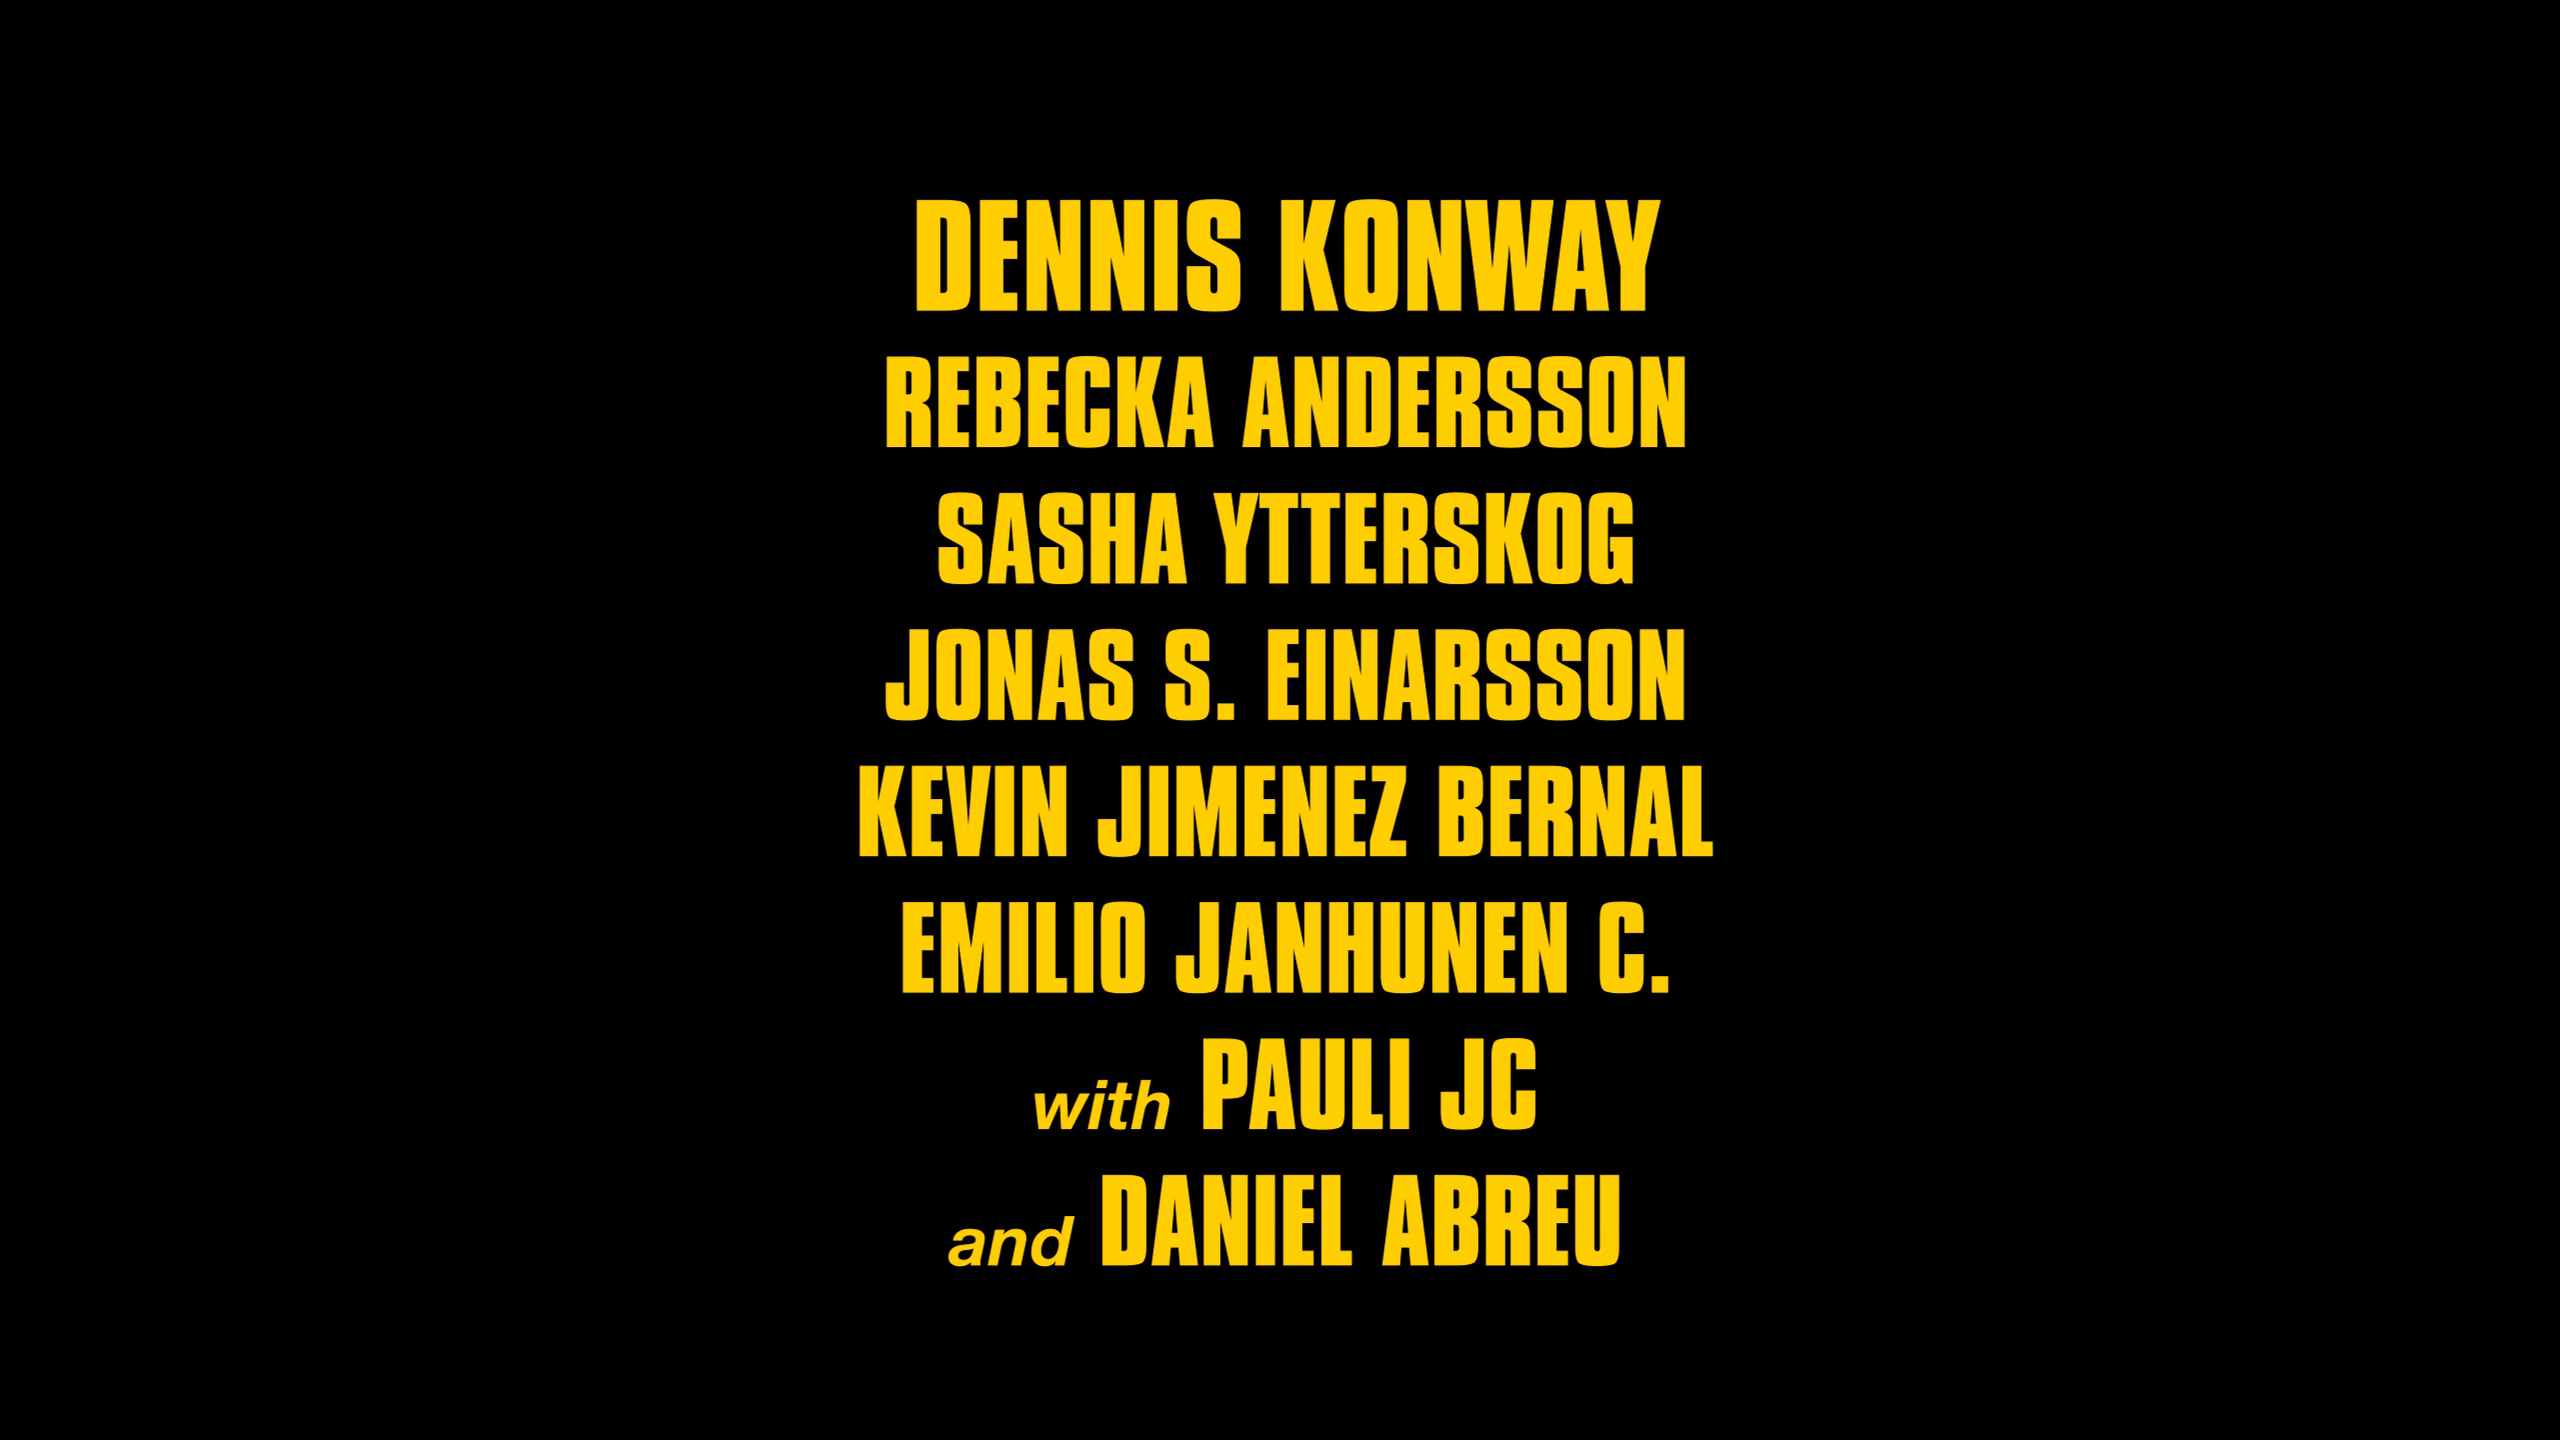 DENNIS KONWAY
REBECKA ANDERSSON
SASHA YTTERSKOG
JONAS S. EINARSSON
KEVIN JIMENEZ BERNAL
EMILIO JANHUNEN C.
with PAULI JC
and DANIEL ABREU